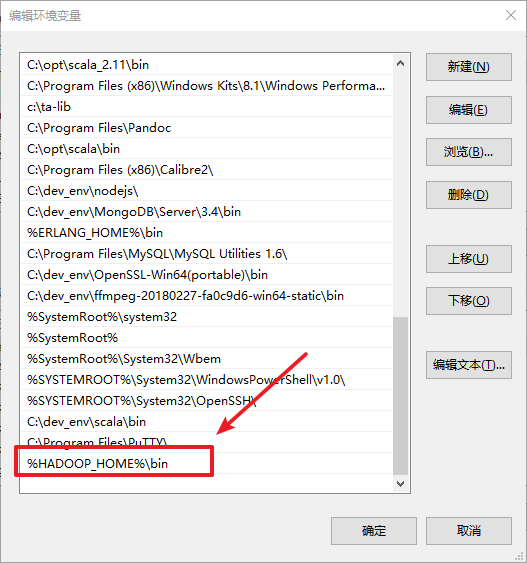 编辑环境变量
C:\opt\scala_2.11\bin
C:\Program Files (x86)\Windows Kits\8.1\Windows Performa...
c:\ta-lib
C:\Program Files\Pandoc
C:\opt\scala\bin
C:\Program Files (x86)\Calibre2\
C:\dev_env\nodejs\
C:\dev_env\MongoDB\Server\3.4\bin
%ERLANG_HOME%\bin
C:\Program Files\MySQL\MySQL Utilities 1.6\
C:\dev_env\OpenSSL-Win64(portable)\bin
C:\dev_env\ffmpeg-20180227-fa0c9d6-win64-static\bin
%SystemRoot%\system32
%SystemRoot%
%SystemRoot%\System32\Wbem
%SYSTEMROOT%\System32\WindowsPowerShell\v1.0\
%SYSTEMROOT%\System32\OpenSSH\
C:\dev_env\scala\bin
C:\Program Files\PuTTY\
%HADOOP_HOME%\bin
新建(N)
编辑(E)
浏览(B)...
删除(D)
上移(U)
下移(O)
编辑文本(T)...
确定
取消